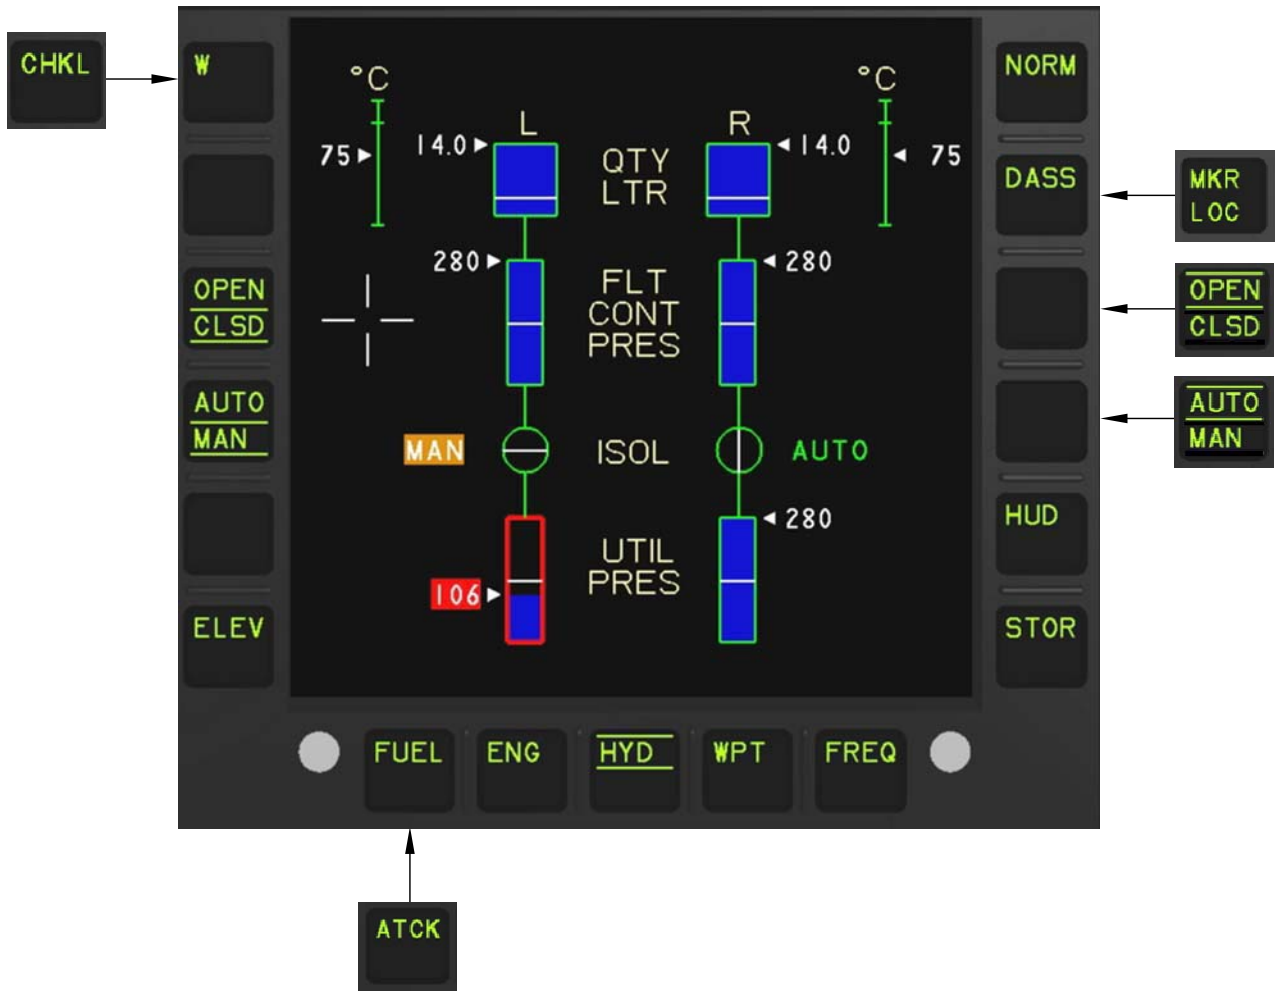 CHKL
W
OPEN
CLSD
AUTO
MAN
ELEV
°C
75
14.0
L
QTY
LTR
R
14.0
°C
75
280
FLT
CONT
PRES
280
MAN
ISOL
AUTO
280
UTIL
PRES
106
NORM
DASS
HUD
STOR
MKR
LOC
OPEN
CLSD
AUTO
MAN
FUEL
ENG
HYD
WPT
FREQ
ATCK